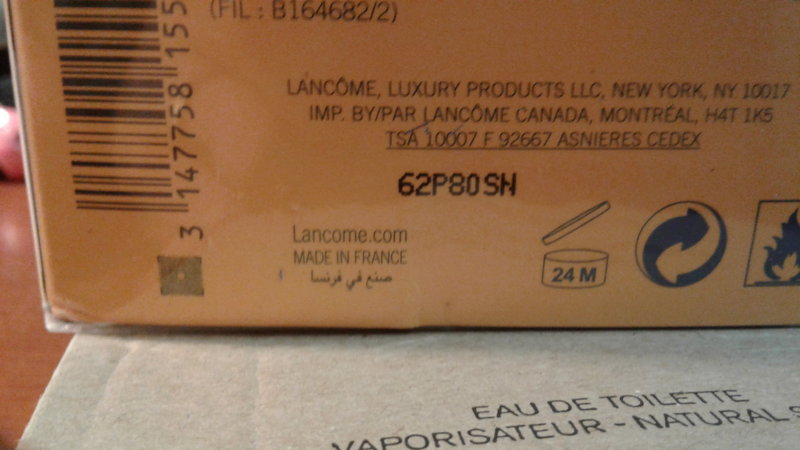 (FIL : B164682/2)
LANCÔME, LUXURY PRODUCTS LLC, NEW YORK, NY 10017
IMP. BY/PAR LANCÔME CANADA, MONTRÉAL, H4T 1K5
TSA 10007 F 92667 ASNIERES CEDEX
62P80SN
3 147758 155
Lancome.com
MADE IN FRANCE
صنع في فرنسا
24 M
EAU DE TOILETTE
VAPORISATEUR - NATURAL S